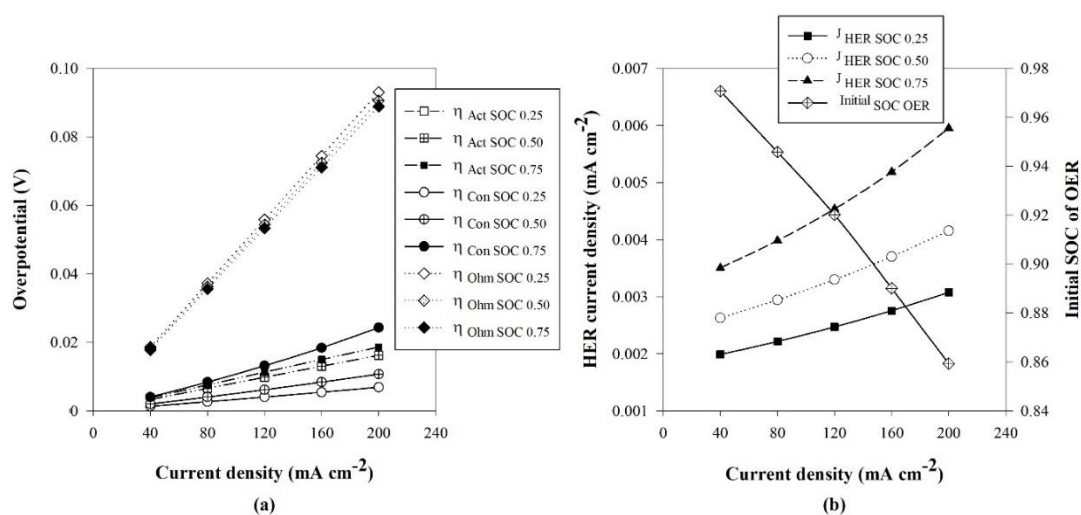 0.10
0.08
0.06
0.04
0.02
0
0 40 80 120 160 200 240
Overpotential (V)
Current density (mA cm-2)
(a)
η Act SOC 0.25
η Act SOC 0.50
η Act SOC 0.75
η Con SOC 0.25
η Con SOC 0.50
η Con SOC 0.75
η Ohm SOC 0.25
η Ohm SOC 0.50
η Ohm SOC 0.75
J HER SOC 0.25
J HER SOC 0.50
J HER SOC 0.75
Initial SOC OER
0.007
0.006
0.005
0.004
0.003
0.002
0.001
HER current density (mA cm-2)
0 40 80 120 160 200 240
Current density (mA cm-2)
0.98
0.96
0.94
0.92
0.90
0.88
0.86
0.84
Initial SOC of OER
(b)